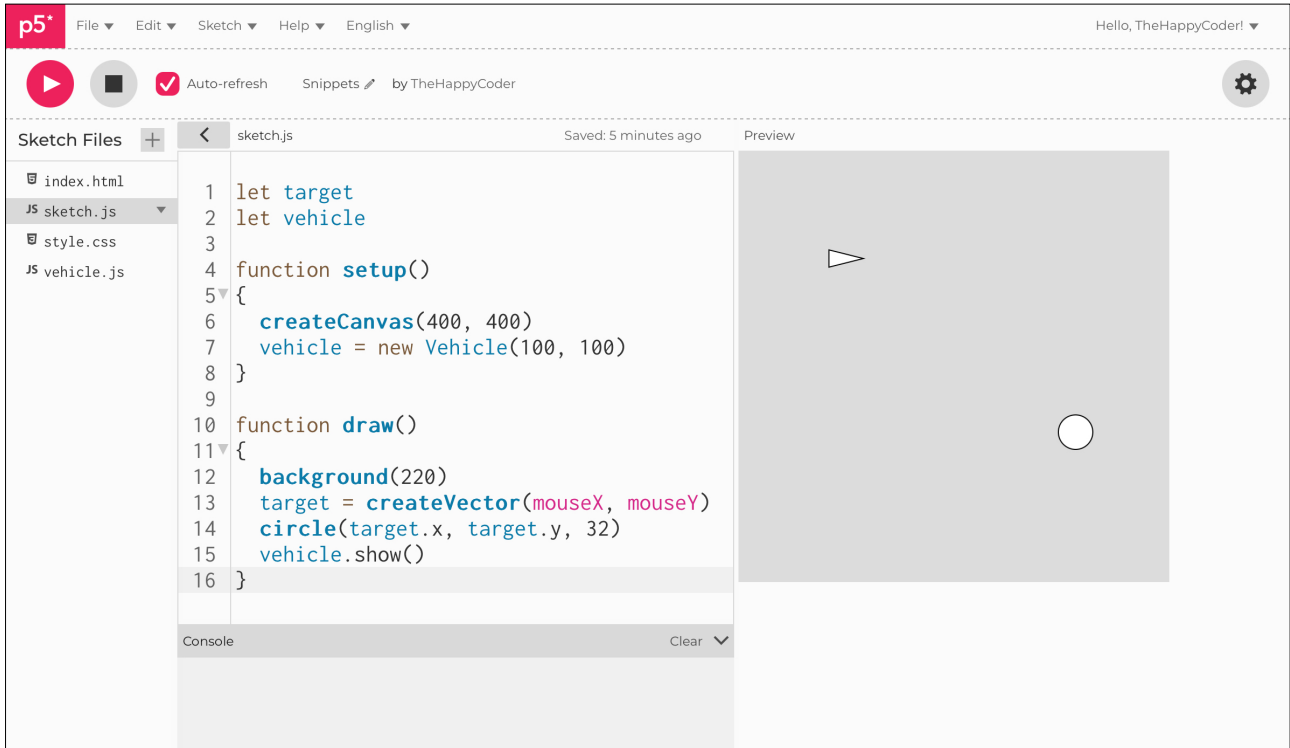 p5* File Edit Sketch Help English Hello, TheHappyCoder!
Auto-refresh Snippets by TheHappyCoder
Sketch Files + sketch.js Saved: 5 minutes ago Preview
index.html
JS sketch.js
style.css
JS vehicle.js
1 let target
2 let vehicle
3
4 function setup()
5 {
6   createCanvas(400, 400)
7   vehicle = new Vehicle(100, 100)
8 }
9
10 function draw()
11 {
12   background(220)
13   target = createVector(mouseX, mouseY)
14   circle(target.x, target.y, 32)
15   vehicle.show()
16 }
Console Clear